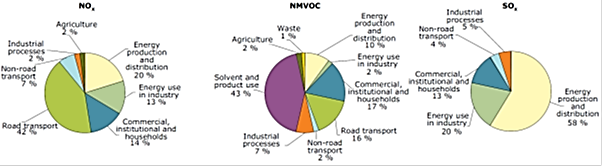 NOx
Agriculture
2 %
Industrial
processes
2 %
Non-road
transport
7 %
Road transport
42 %
Energy
production
and
distribution
20 %
Energy use
in industry
13 %
Commercial,
institutional and
households
14 %
NMVOC
Waste
1 %
Agriculture
2 %
Solvent and
product use
43 %
Industrial
processes
7 %
Non-road
transport
2 %
Energy
production and
distribution
10 %
Energy use in
industry
2 %
Commercial,
institutional and
households
17 %
Road transport
16 %
SOx
Industrial
processes
5 %
Non-road
transport
4 %
Commercial,
institutional
and households
13 %
Energy use in
industry
20 %
Energy
production and
distribution
58 %